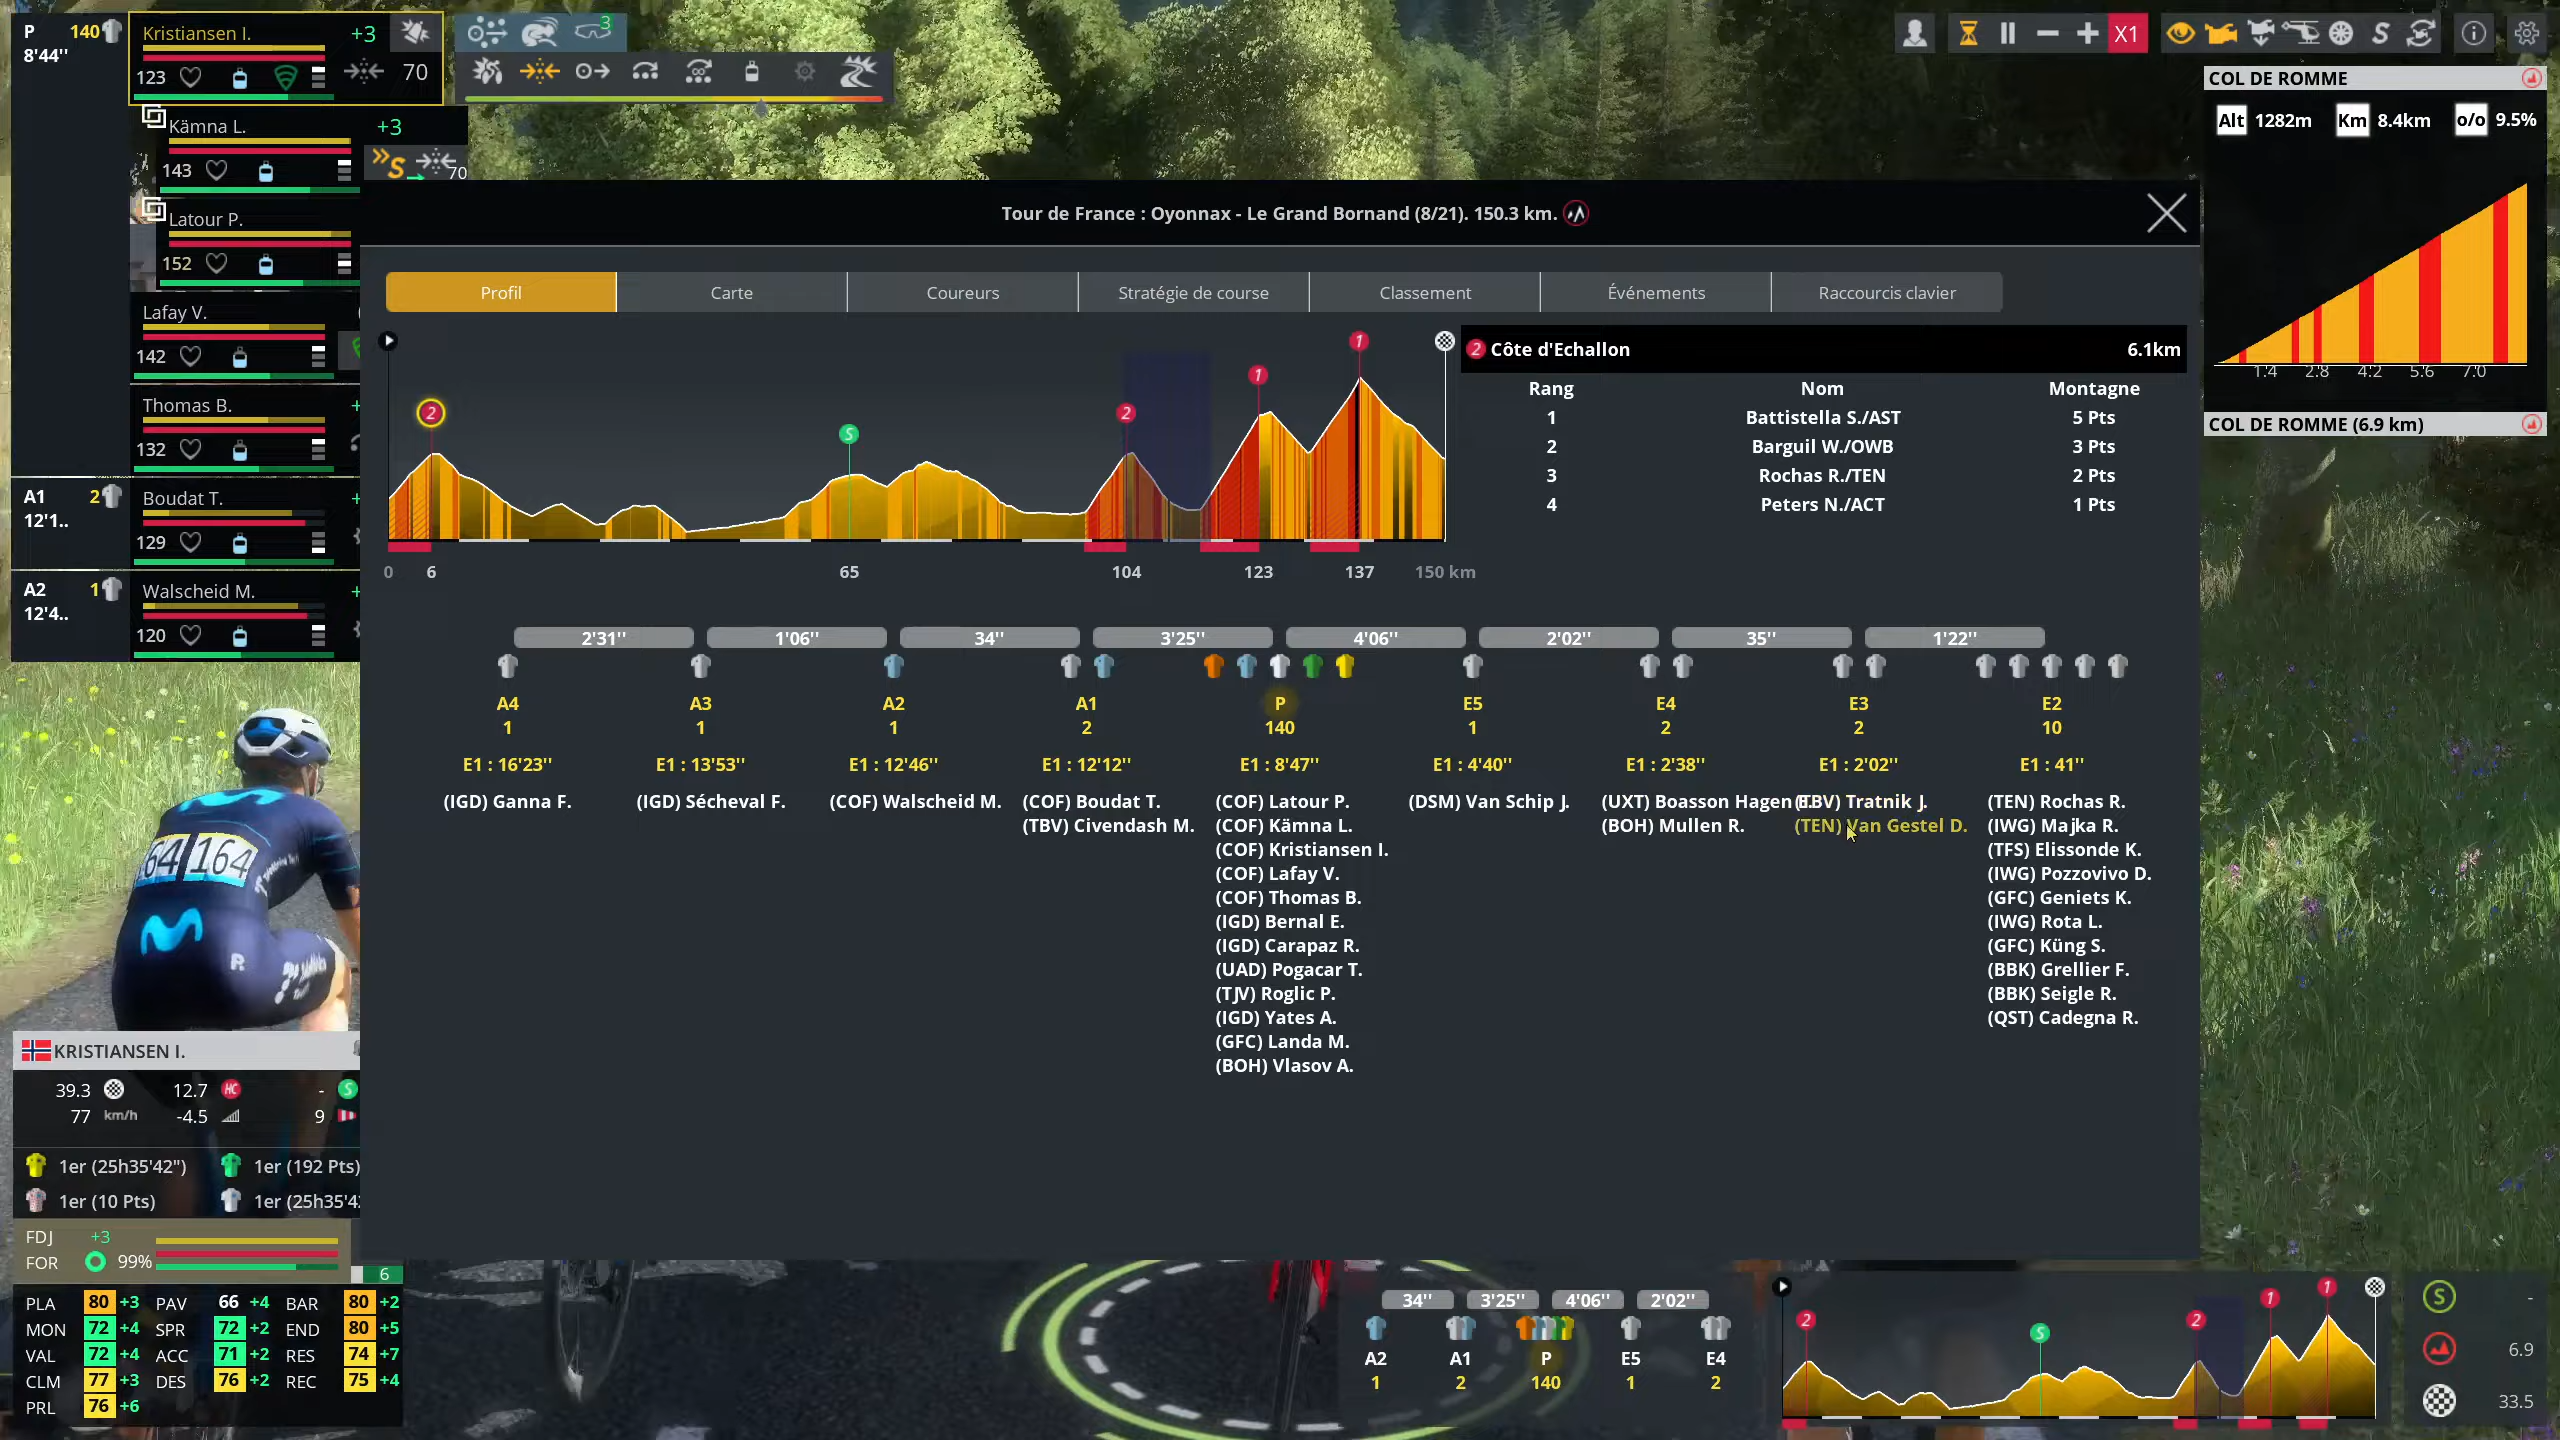 P
140
8'44''
Kristiansen I.
+3
123
70
3
Kämna L.
+3
143
S
70
Latour P.
152
Lafay V.
142
Thomas B.
132
A1
2
12'1..
Boudat T.
129
A2
1
12'4..
Walscheid M.
120
X1
COL DE ROMME
Alt 1282m Km 8.4km o/o 9.5%
1.4 2.8 4.2 5.6 7.0
COL DE ROMME (6.9 km)
Tour de France : Oyonnax - Le Grand Bornand (8/21). 150.3 km.
Profil
Carte
Coureurs
Stratégie de course
Classement
Événements
Raccourcis clavier
2 S 2 1 1
0 6 65 104 123 137 150 km
2 Côte d'Echallon 6.1km
Rang Nom Montagne
1 Battistella S./AST 5 Pts
2 Barguil W./OWB 3 Pts
3 Rochas R./TEN 2 Pts
4 Peters N./ACT 1 Pts
2'31'' 1'06'' 34'' 3'25'' 4'06'' 2'02'' 35'' 1'22''
A4 A3 A2 A1 P E5 E4 E3 E2
1 1 1 2 140 1 2 2 10
E1 : 16'23'' E1 : 13'53'' E1 : 12'46'' E1 : 12'12'' E1 : 8'47'' E1 : 4'40'' E1 : 2'38'' E1 : 2'02'' E1 : 41''
(IGD) Ganna F.
(IGD) Sécheval F.
(COF) Walscheid M.
(COF) Boudat T.
(TBV) Civendash M.
(COF) Latour P.
(COF) Kämna L.
(COF) Kristiansen I.
(COF) Lafay V.
(COF) Thomas B.
(IGD) Bernal E.
(IGD) Carapaz R.
(UAD) Pogacar T.
(TJV) Roglic P.
(IGD) Yates A.
(GFC) Landa M.
(BOH) Vlasov A.
(DSM) Van Schip J.
(UXT) Boasson Hagen E.
(BOH) Mullen R.
(TBV) Tratnik J.
(TEN) Van Gestel D.
(TEN) Rochas R.
(IWG) Majka R.
(TFS) Elissonde K.
(IWG) Pozzovivo D.
(GFC) Geniets K.
(IWG) Rota L.
(GFC) Küng S.
(BBK) Grellier F.
(BBK) Seigle R.
(QST) Cadegna R.
64 164
R
KRISTIANSEN I.
39.3 12.7 HC - S
77 km/h -4.5 9
1er (25h35'42") 1er (192 Pts)
1er (10 Pts) 1er (25h35'4
FDJ +3
FOR 99%
6
PLA 80 +3 PAV 66 +4 BAR 80 +2
MON 72 +4 SPR 72 +2 END 80 +5
VAL 72 +4 ACC 71 +2 RES 74 +7
CLM 77 +3 DES 76 +2 REC 75 +4
PRL 76 +6
34'' 3'25'' 4'06'' 2'02''
A2 A1 P E5 E4
1 2 140 1 2
2 S 2 1 1
S -
6.9
33.5